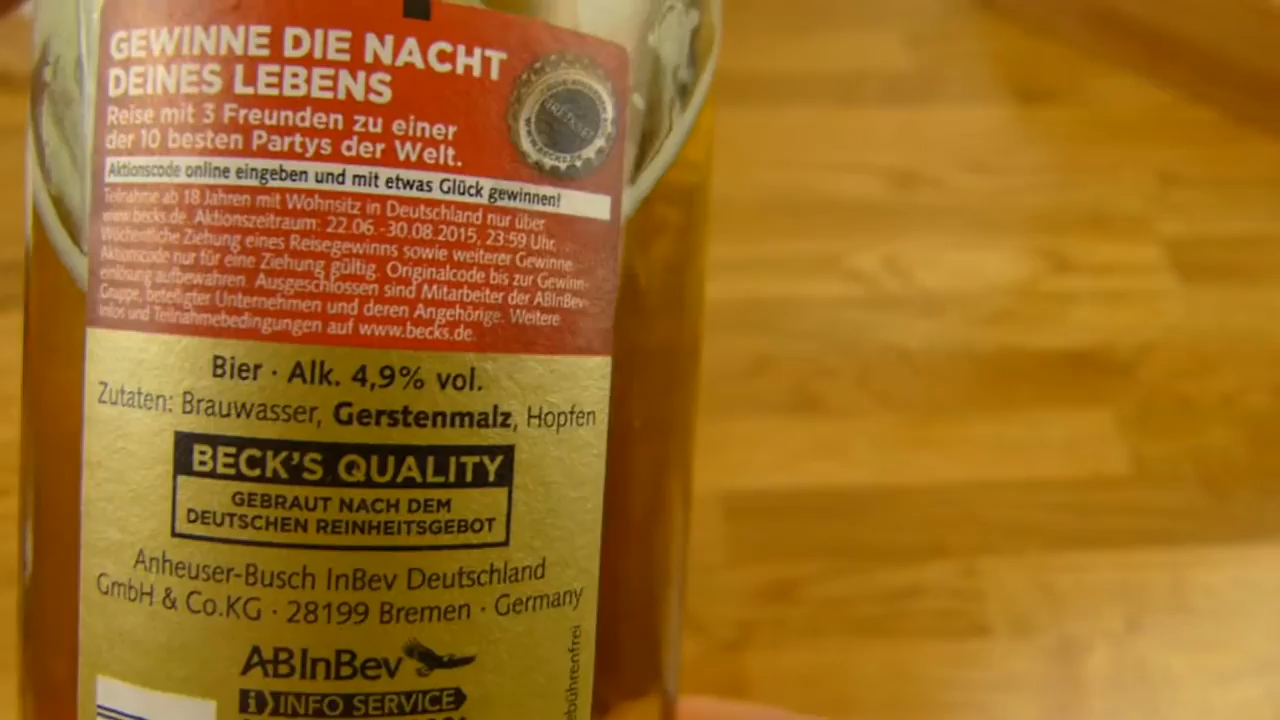 GEWINNE DIE NACHT
DEINES LEBENS
Reise mit 3 Freunden zu einer
der 10 besten Partys der Welt.
Aktionscode online eingeben und mit etwas Glück gewinnen!
Teilnahme ab 18 Jahren mit Wohnsitz in Deutschland nur über
www.becks.de. Aktionszeitraum: 22.06.-30.08.2015, 23:59 Uhr.
Wöchentliche Ziehung eines Reisegewinns sowie weiterer Gewinne.
Aktionscode nur für eine Ziehung gültig. Originalcode bis zur Gewinn-
einlösung aufbewahren. Ausgeschlossen sind Mitarbeiter der ABInBev-
Gruppe, beteiligter Unternehmen und deren Angehörige. Weitere
Infos und Teilnahmebedingungen auf www.becks.de.
Bier · Alk. 4,9% vol.
Zutaten: Brauwasser, Gerstenmalz, Hopfen
BECK'S QUALITY
GEBRAUT NACH DEM
DEUTSCHEN REINHEITSGEBOT
Anheuser-Busch InBev Deutschland
GmbH & Co.KG · 28199 Bremen · Germany
ABInBev
i INFO SERVICE
ebührenfrei